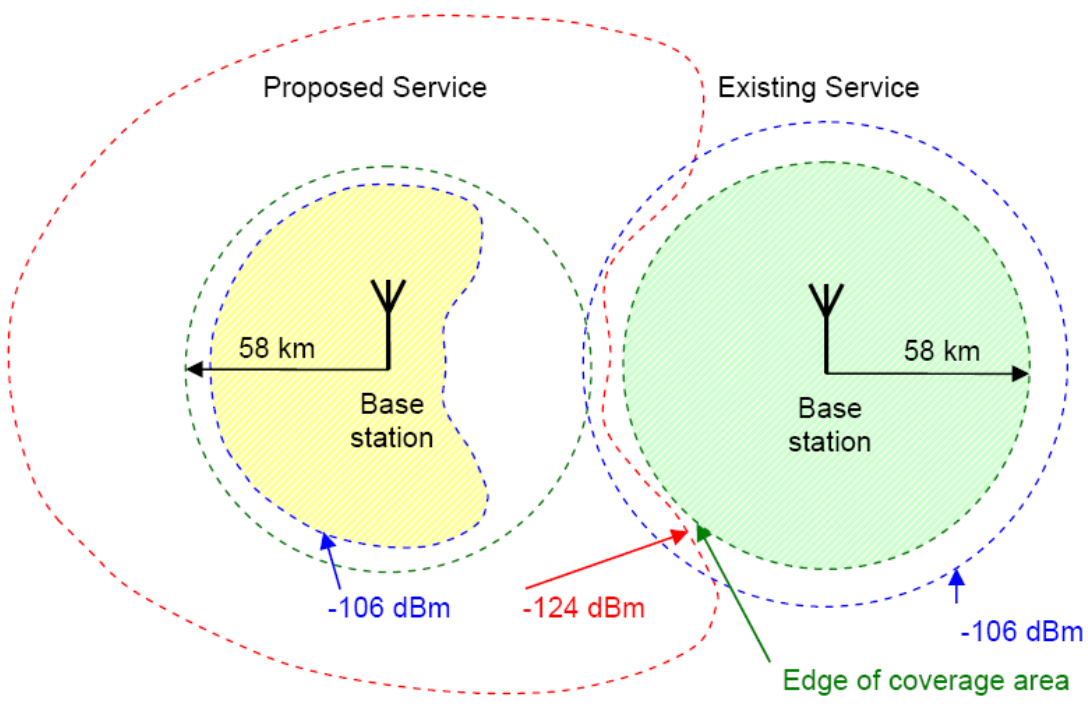 Proposed Service
Existing Service
58 km
58 km
Base
station
Base
station
-106 dBm
-124 dBm
-106 dBm
Edge of coverage area